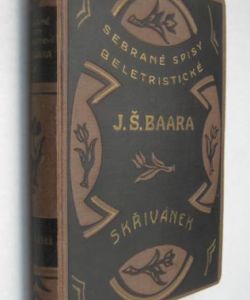 SEBRANÉ SPISY
BELETRISTICKÉ
J.Š.BAARA
SKŘIVÁNEK